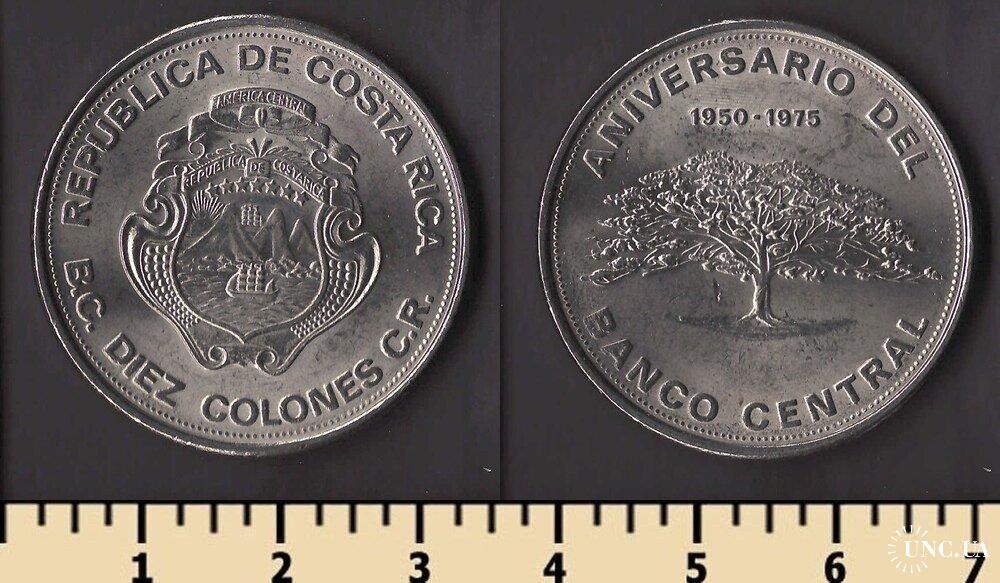 REPUBLICA DE COSTA RICA
AMERICA CENTRAL
REPUBLICA DE COSTA RICA
B.C. DIEZ COLONES C.R.
ANIVERSARIO DEL
1950-1975
BANCO CENTRAL
1 2 3 4 5 6 7
UNC.UA